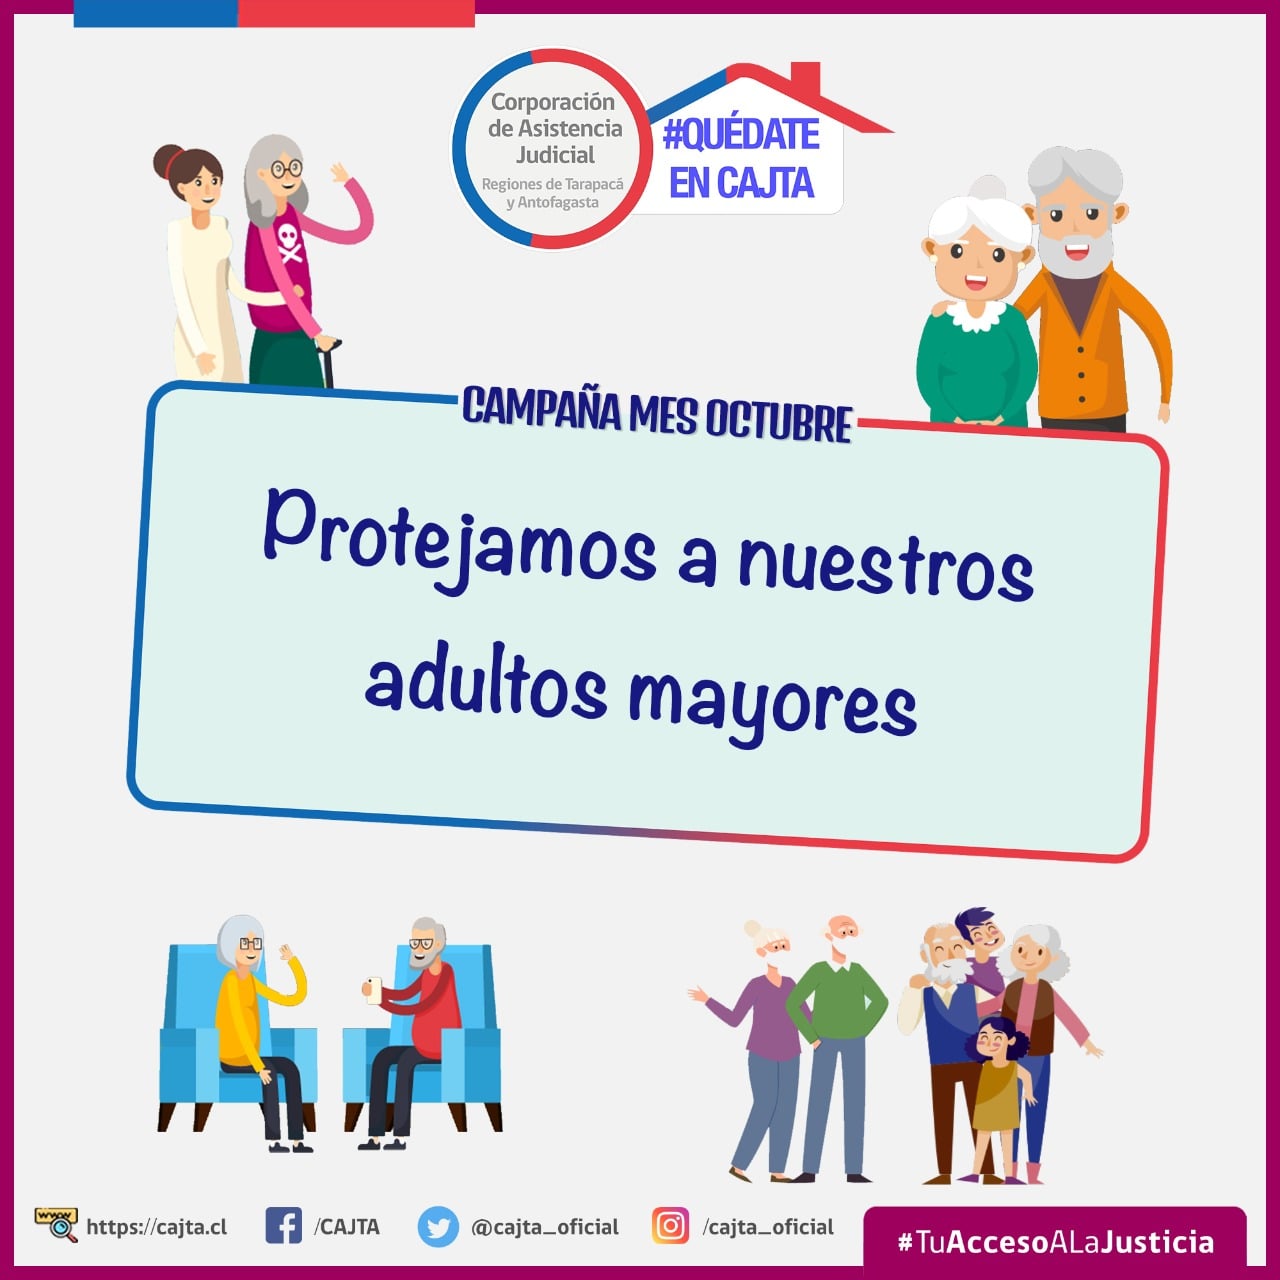 Corporación
de Asistencia
Judicial
Regiones de Tarapacá
y Antofagasta
#QUÉDATE
EN CAJTA
CAMPAÑA MES OCTUBRE
Protejamos a nuestros
adultos mayores
www
https://cajta.cl
/CAJTA
@cajta_oficial
/cajta_oficial
#TuAccesoALaJusticia